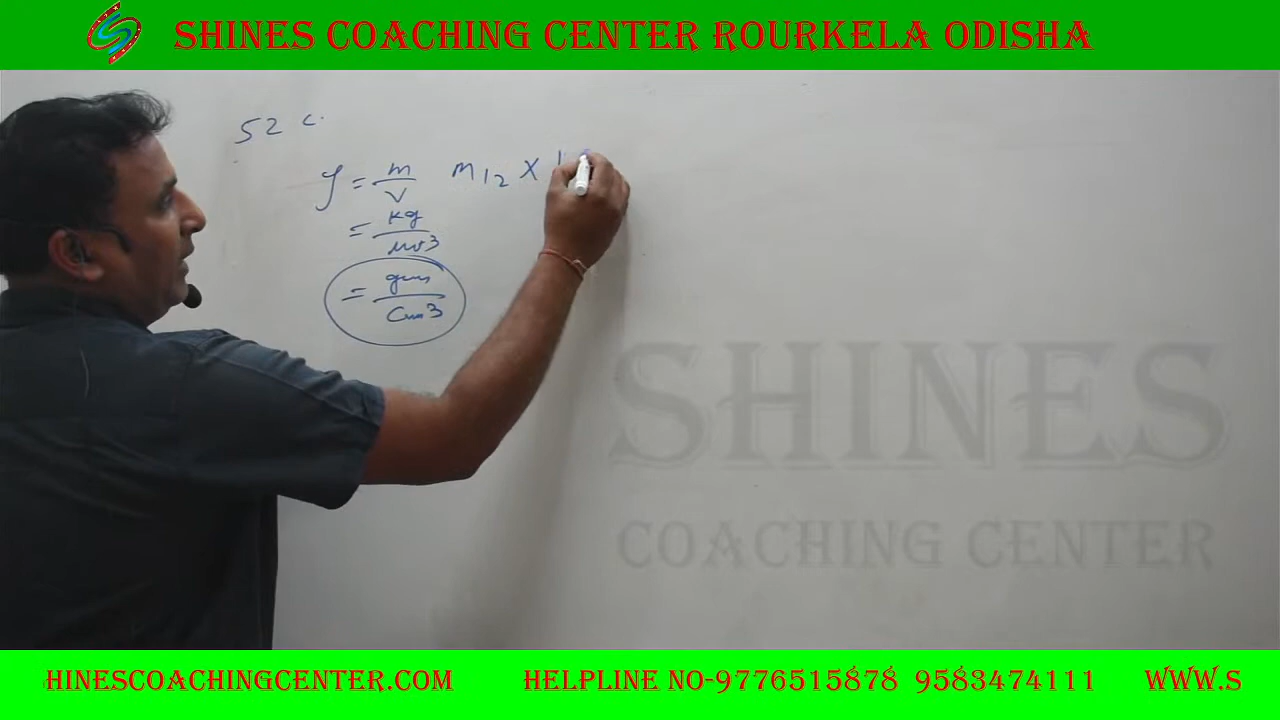 SHINES COACHING CENTER ROURKELA ODISHA
52 c.
ρ = m/V m12 ×
= kg/m3
= gm/cm3
SHINES
COACHING CENTER
HINESCOACHINGCENTER.COM HELPLINE NO-9776515878 9583474111 WWW.S